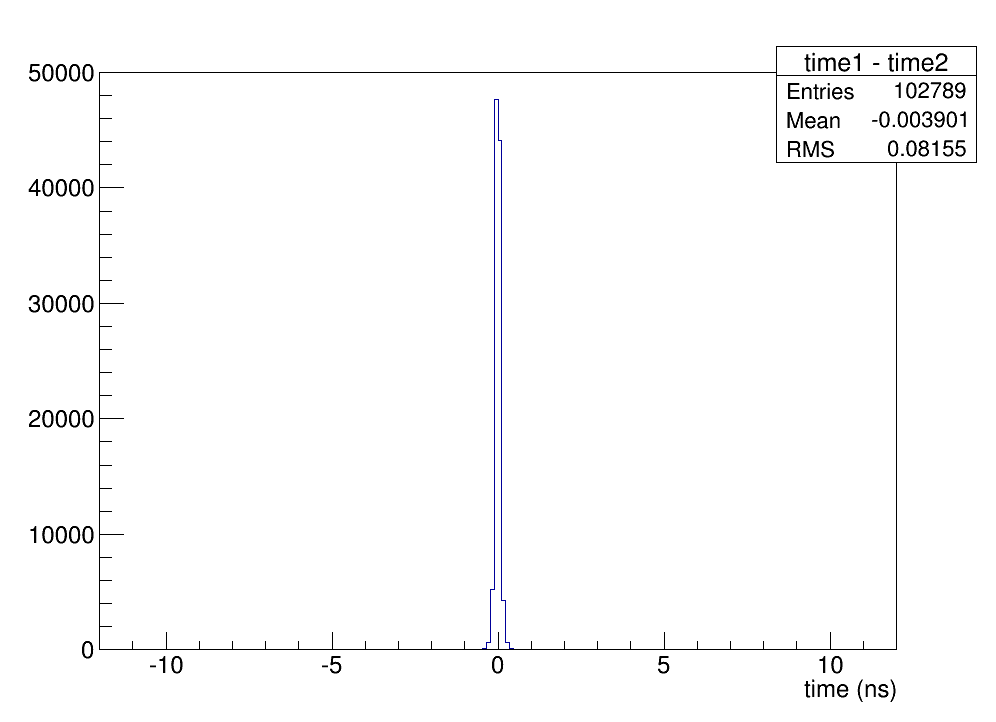 time1 - time2
Entries 102789
Mean -0.003901
RMS 0.08155
50000
40000
30000
20000
10000
0
-10 -5 0 5 10
time (ns)